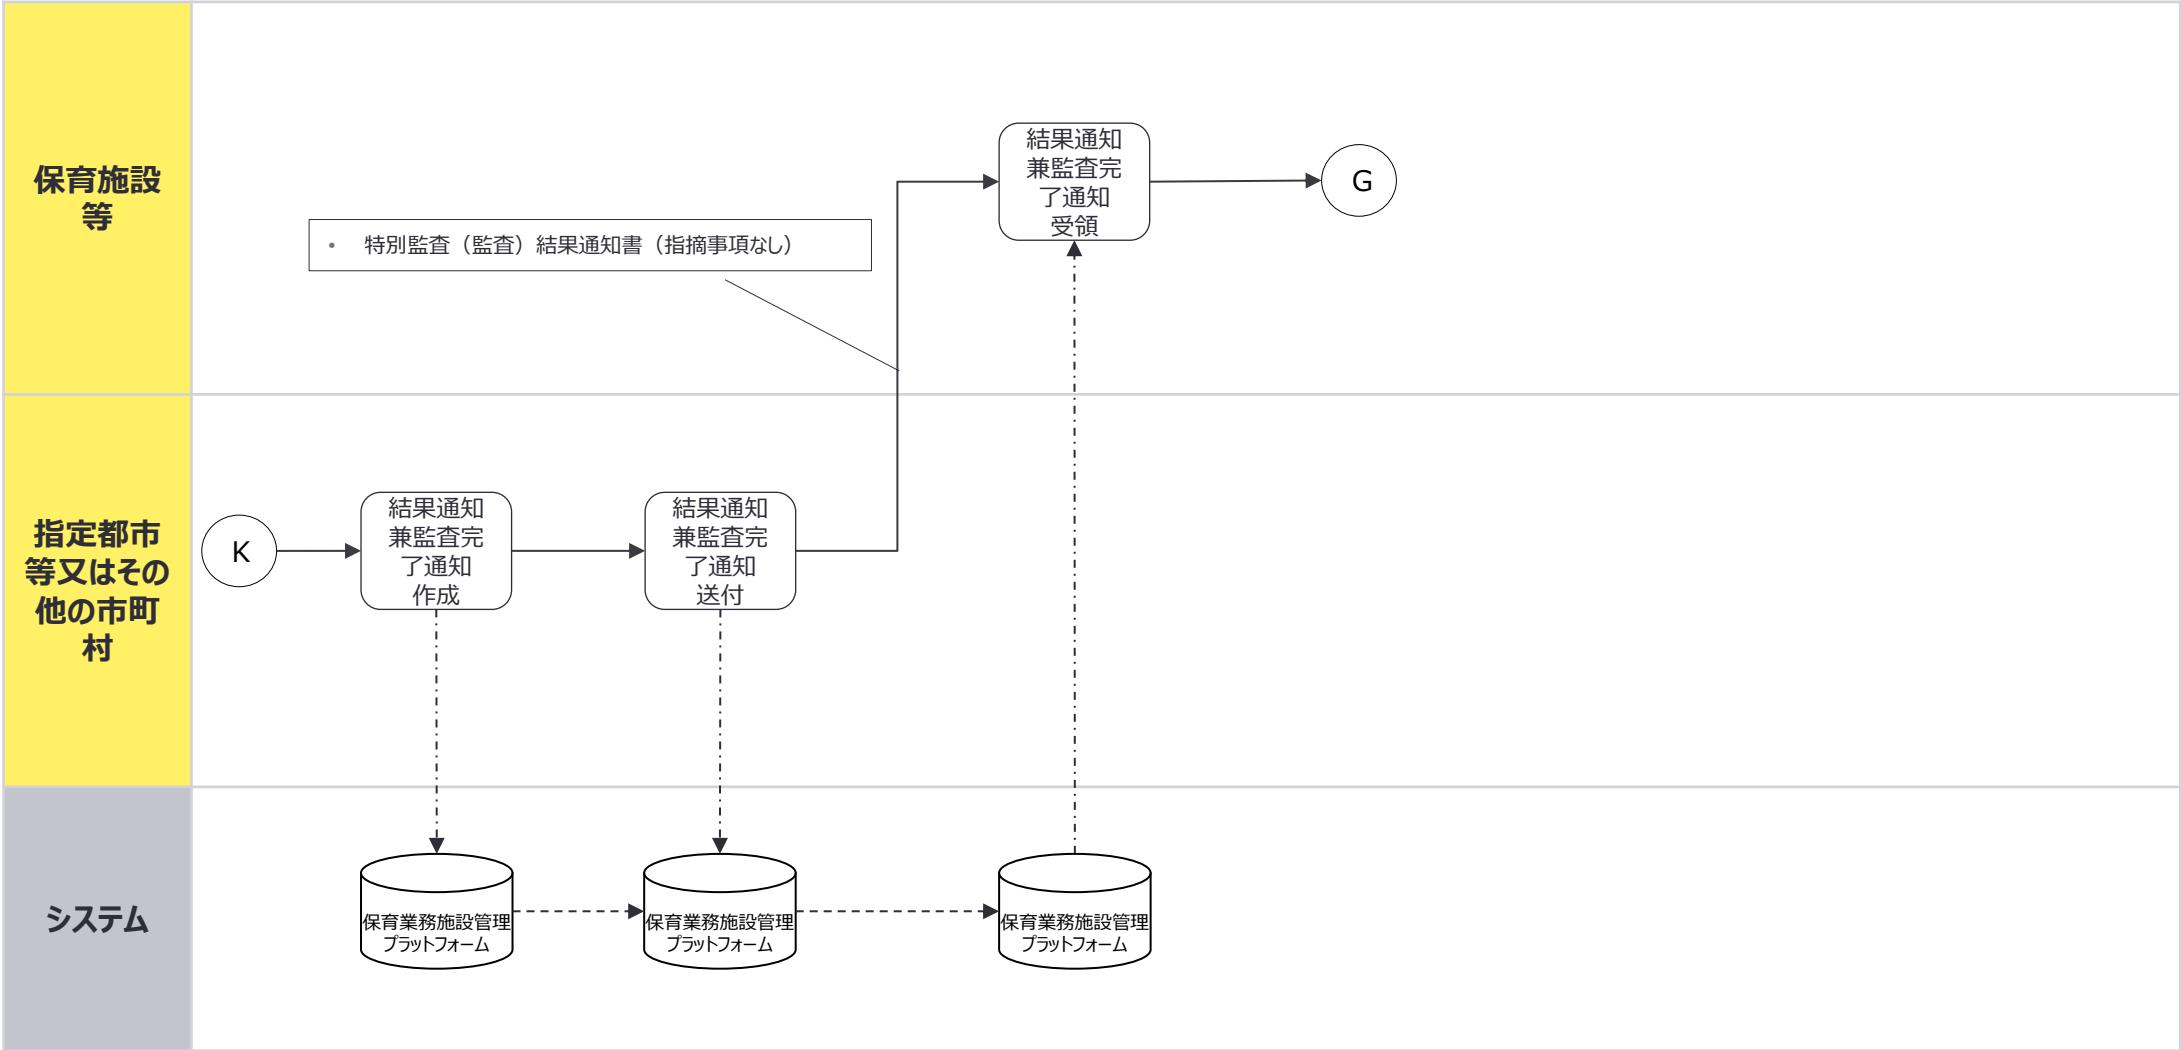 保育施設
等
結果通知
兼監査完
了通知
受領
G
• 特別監査（監査）結果通知書（指摘事項なし）
指定都市
等又はその
他の市町
村
K
結果通知
兼監査完
了通知
作成
結果通知
兼監査完
了通知
送付
システム
保育業務施設管理
プラットフォーム
保育業務施設管理
プラットフォーム
保育業務施設管理
プラットフォーム